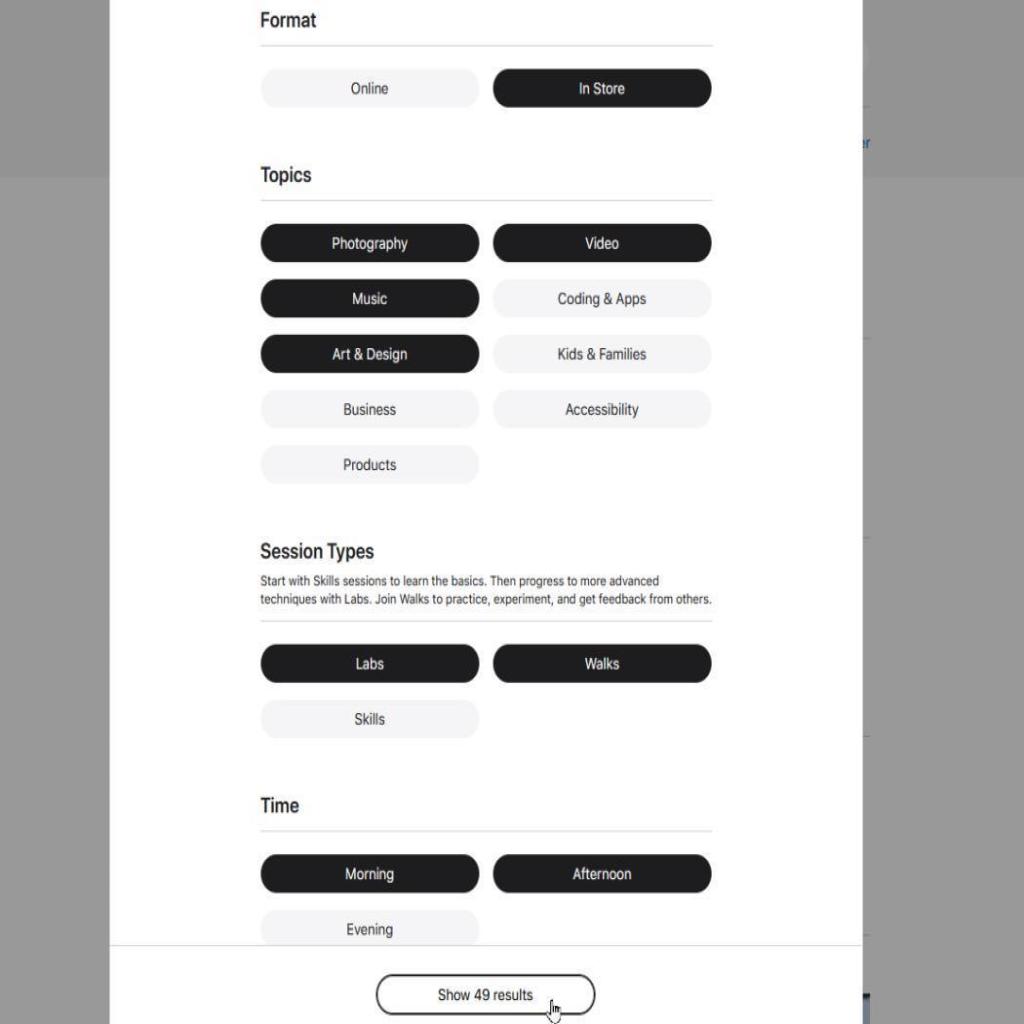 Format
Online
In Store
Topics
Photography
Video
Music
Coding & Apps
Art & Design
Kids & Families
Business
Accessibility
Products
Session Types
Start with Skills sessions to learn the basics. Then progress to more advanced
techniques with Labs. Join Walks to practice, experiment, and get feedback from others.
Labs
Walks
Skills
Time
Morning
Afternoon
Evening
Show 49 results